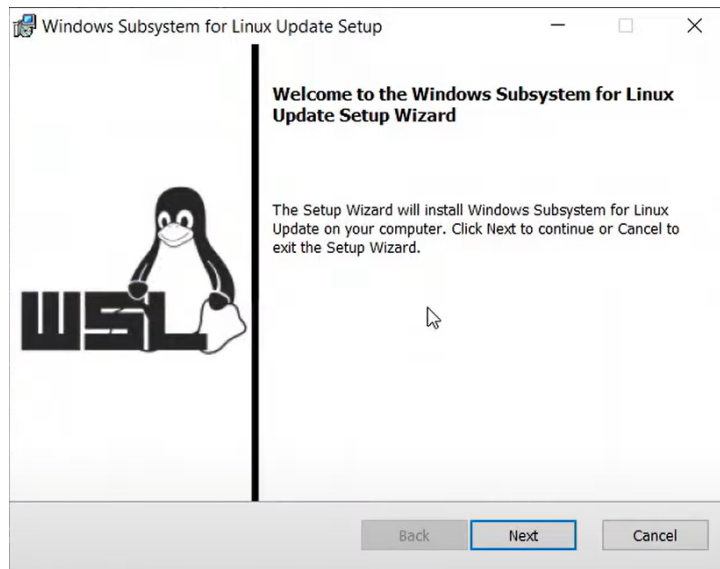 Windows Subsystem for Linux Update Setup
Welcome to the Windows Subsystem for Linux
Update Setup Wizard
The Setup Wizard will install Windows Subsystem for Linux
Update on your computer. Click Next to continue or Cancel to
exit the Setup Wizard.
WSL
Back
Next
Cancel